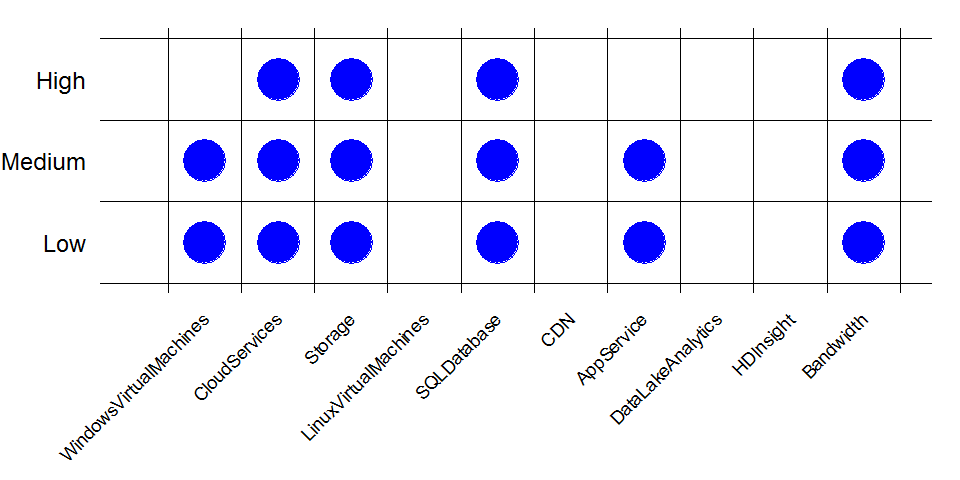 High
Medium
Low
WindowsVirtualMachines
CloudServices
Storage
LinuxVirtualMachines
SQLDatabase
CDN
AppService
DataLakeAnalytics
HDInsight
Bandwidth